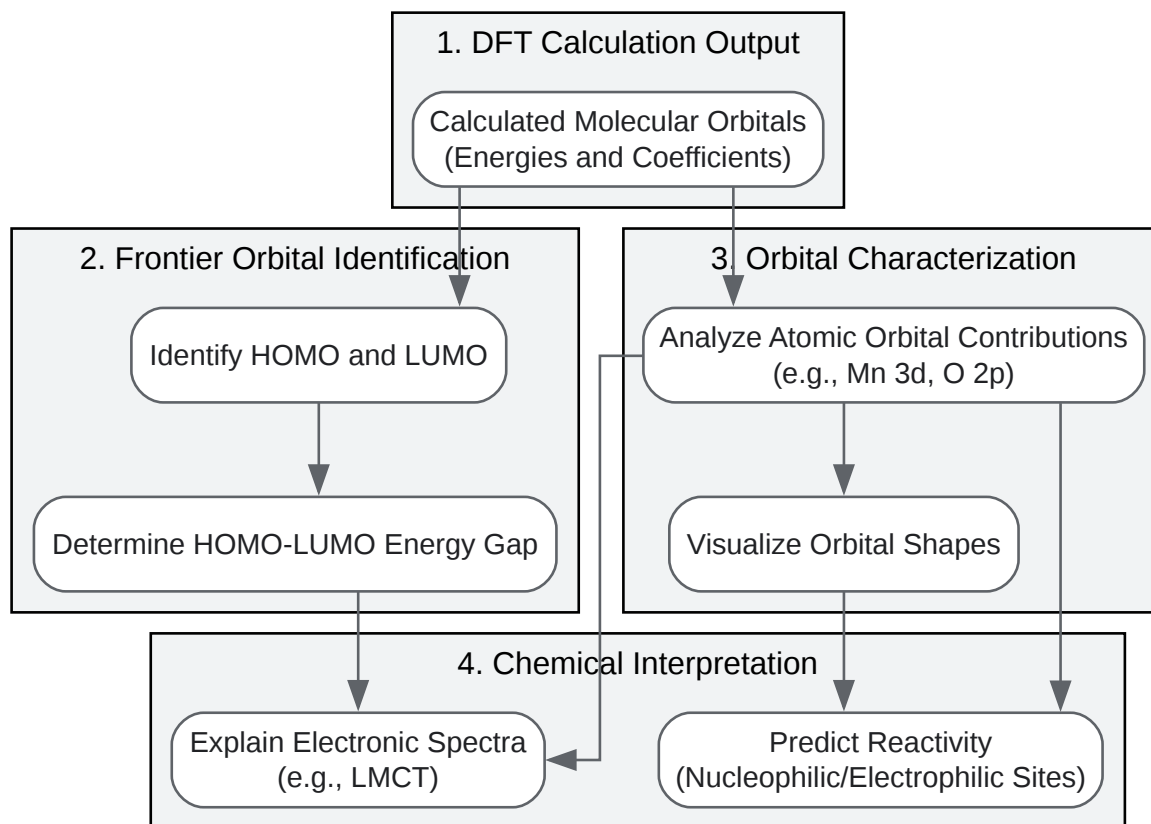 1. DFT Calculation Output
Calculated Molecular Orbitals
(Energies and Coefficients)
2. Frontier Orbital Identification
Identify HOMO and LUMO
Determine HOMO-LUMO Energy Gap
3. Orbital Characterization
Analyze Atomic Orbital Contributions
(e.g., Mn 3d, O 2p)
Visualize Orbital Shapes
4. Chemical Interpretation
Explain Electronic Spectra
(e.g., LMCT)
Predict Reactivity
(Nucleophilic/Electrophilic Sites)